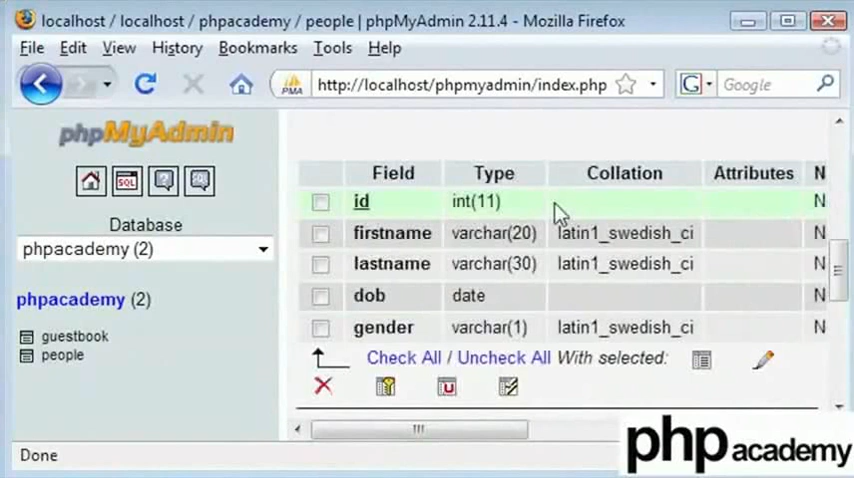 localhost / localhost / phpacademy / people | phpMyAdmin 2.11.4 - Mozilla Firefox
File Edit View History Bookmarks Tools Help
PMA http://localhost/phpmyadmin/index.php G Google
phpMyAdmin
SQL ? SQL
Database
phpacademy (2)
phpacademy (2)
guestbook
people
Field Type Collation Attributes N
id int(11) N
firstname varchar(20) latin1_swedish_ci N
lastname varchar(30) latin1_swedish_ci N
dob date N
gender varchar(1) latin1_swedish_ci N
Check All / Uncheck All With selected:
U
Done
php academy